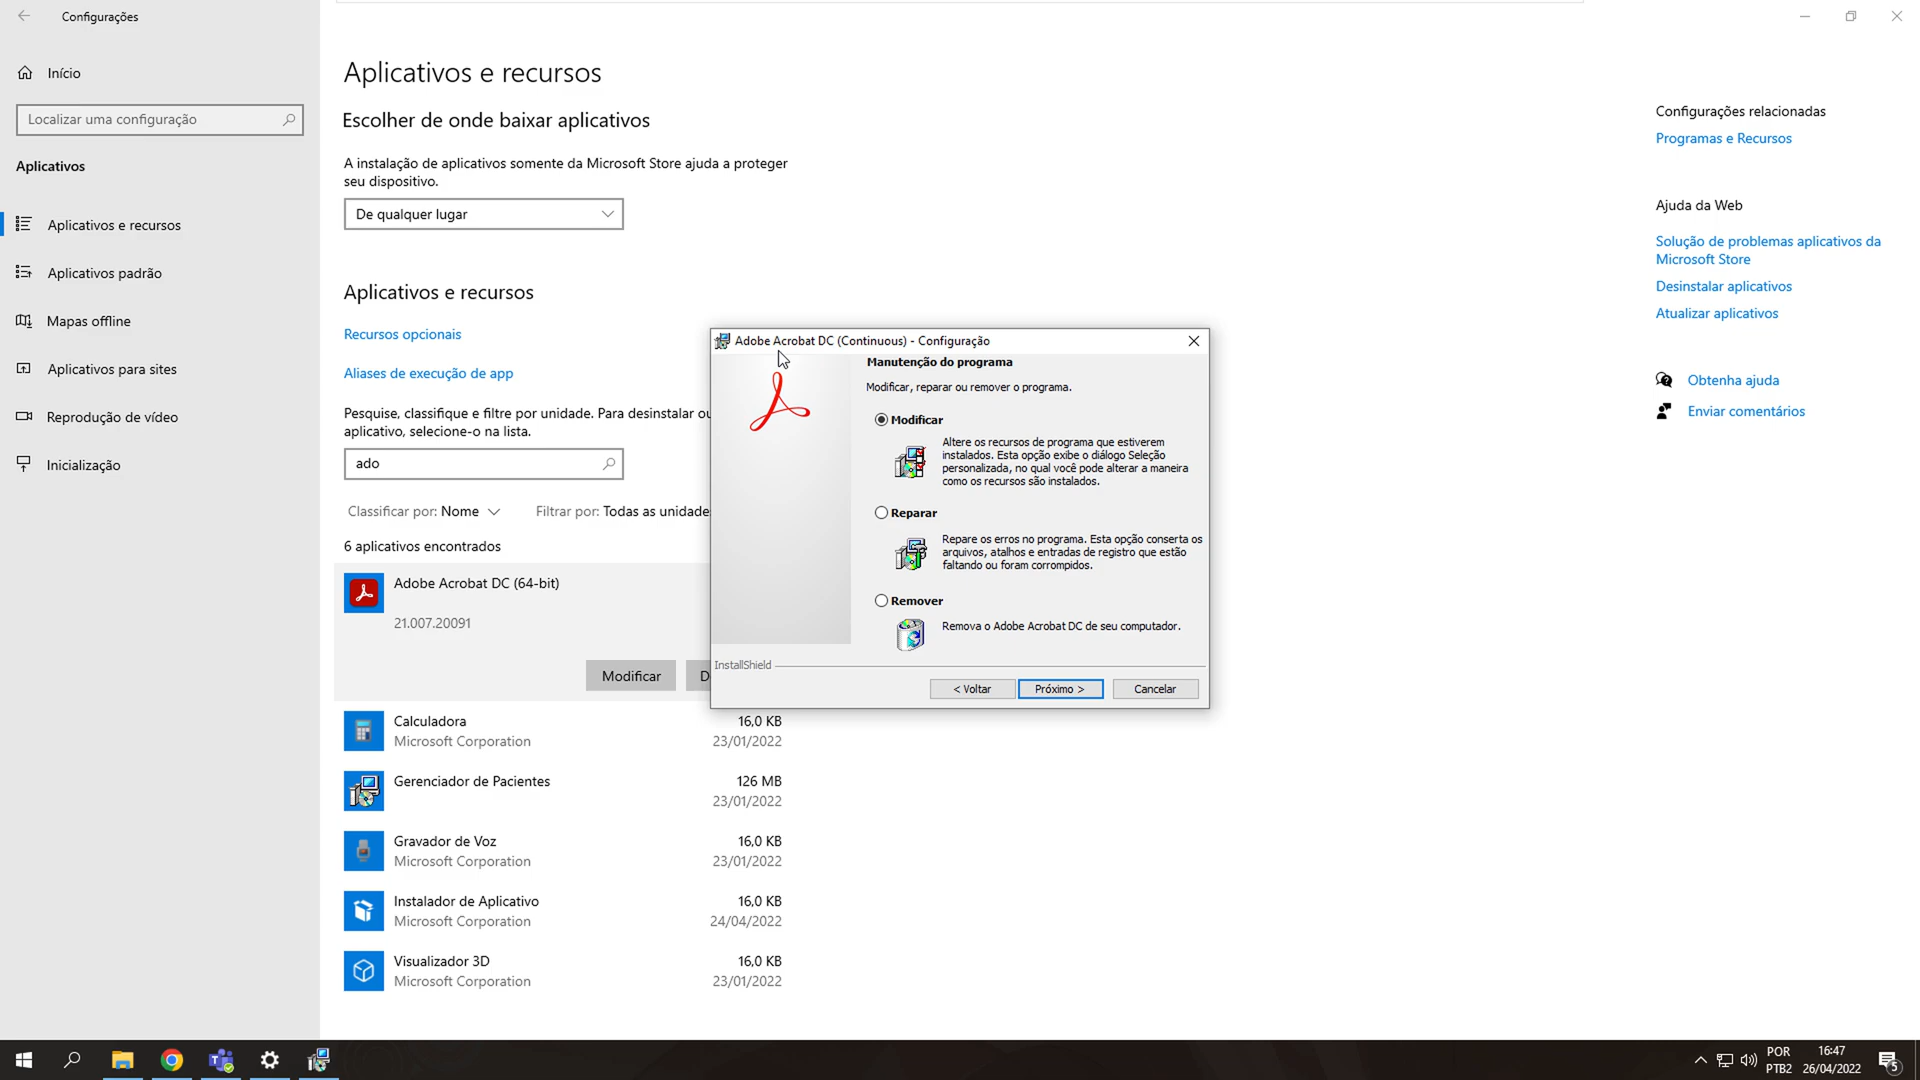 Configurações
Início
Localizar uma configuração
Aplicativos
Aplicativos e recursos
Aplicativos padrão
Mapas offline
Aplicativos para sites
Reprodução de vídeo
Inicialização
Aplicativos e recursos
Escolher de onde baixar aplicativos
A instalação de aplicativos somente da Microsoft Store ajuda a proteger
seu dispositivo.
De qualquer lugar
Aplicativos e recursos
Recursos opcionais
Aliases de execução de app
Pesquise, classifique e filtre por unidade. Para desinstalar ou
aplicativo, selecione-o na lista.
ado
Classificar por: Nome
Filtrar por: Todas as unidade
6 aplicativos encontrados
Adobe Acrobat DC (64-bit)
21.007.20091
Modificar
D
Calculadora
16,0 KB
Microsoft Corporation
23/01/2022
Gerenciador de Pacientes
126 MB
23/01/2022
Gravador de Voz
16,0 KB
Microsoft Corporation
23/01/2022
Instalador de Aplicativo
16,0 KB
Microsoft Corporation
24/04/2022
Visualizador 3D
16,0 KB
Microsoft Corporation
23/01/2022
Adobe Acrobat DC (Continuous) - Configuração
Manutenção do programa
Modificar, reparar ou remover o programa.
Modificar
Altere os recursos de programa que estiverem
instalados. Esta opção exibe o diálogo Seleção
personalizada, no qual você pode alterar a maneira
como os recursos são instalados.
Reparar
Repare os erros no programa. Esta opção conserta os
arquivos, atalhos e entradas de registro que estão
faltando ou foram corrompidos.
Remover
Remova o Adobe Acrobat DC de seu computador.
InstallShield
< Voltar
Próximo >
Cancelar
Configurações relacionadas
Programas e Recursos
Ajuda da Web
Solução de problemas aplicativos da
Microsoft Store
Desinstalar aplicativos
Atualizar aplicativos
Obtenha ajuda
Enviar comentários
POR
PTB2
16:47
26/04/2022
5